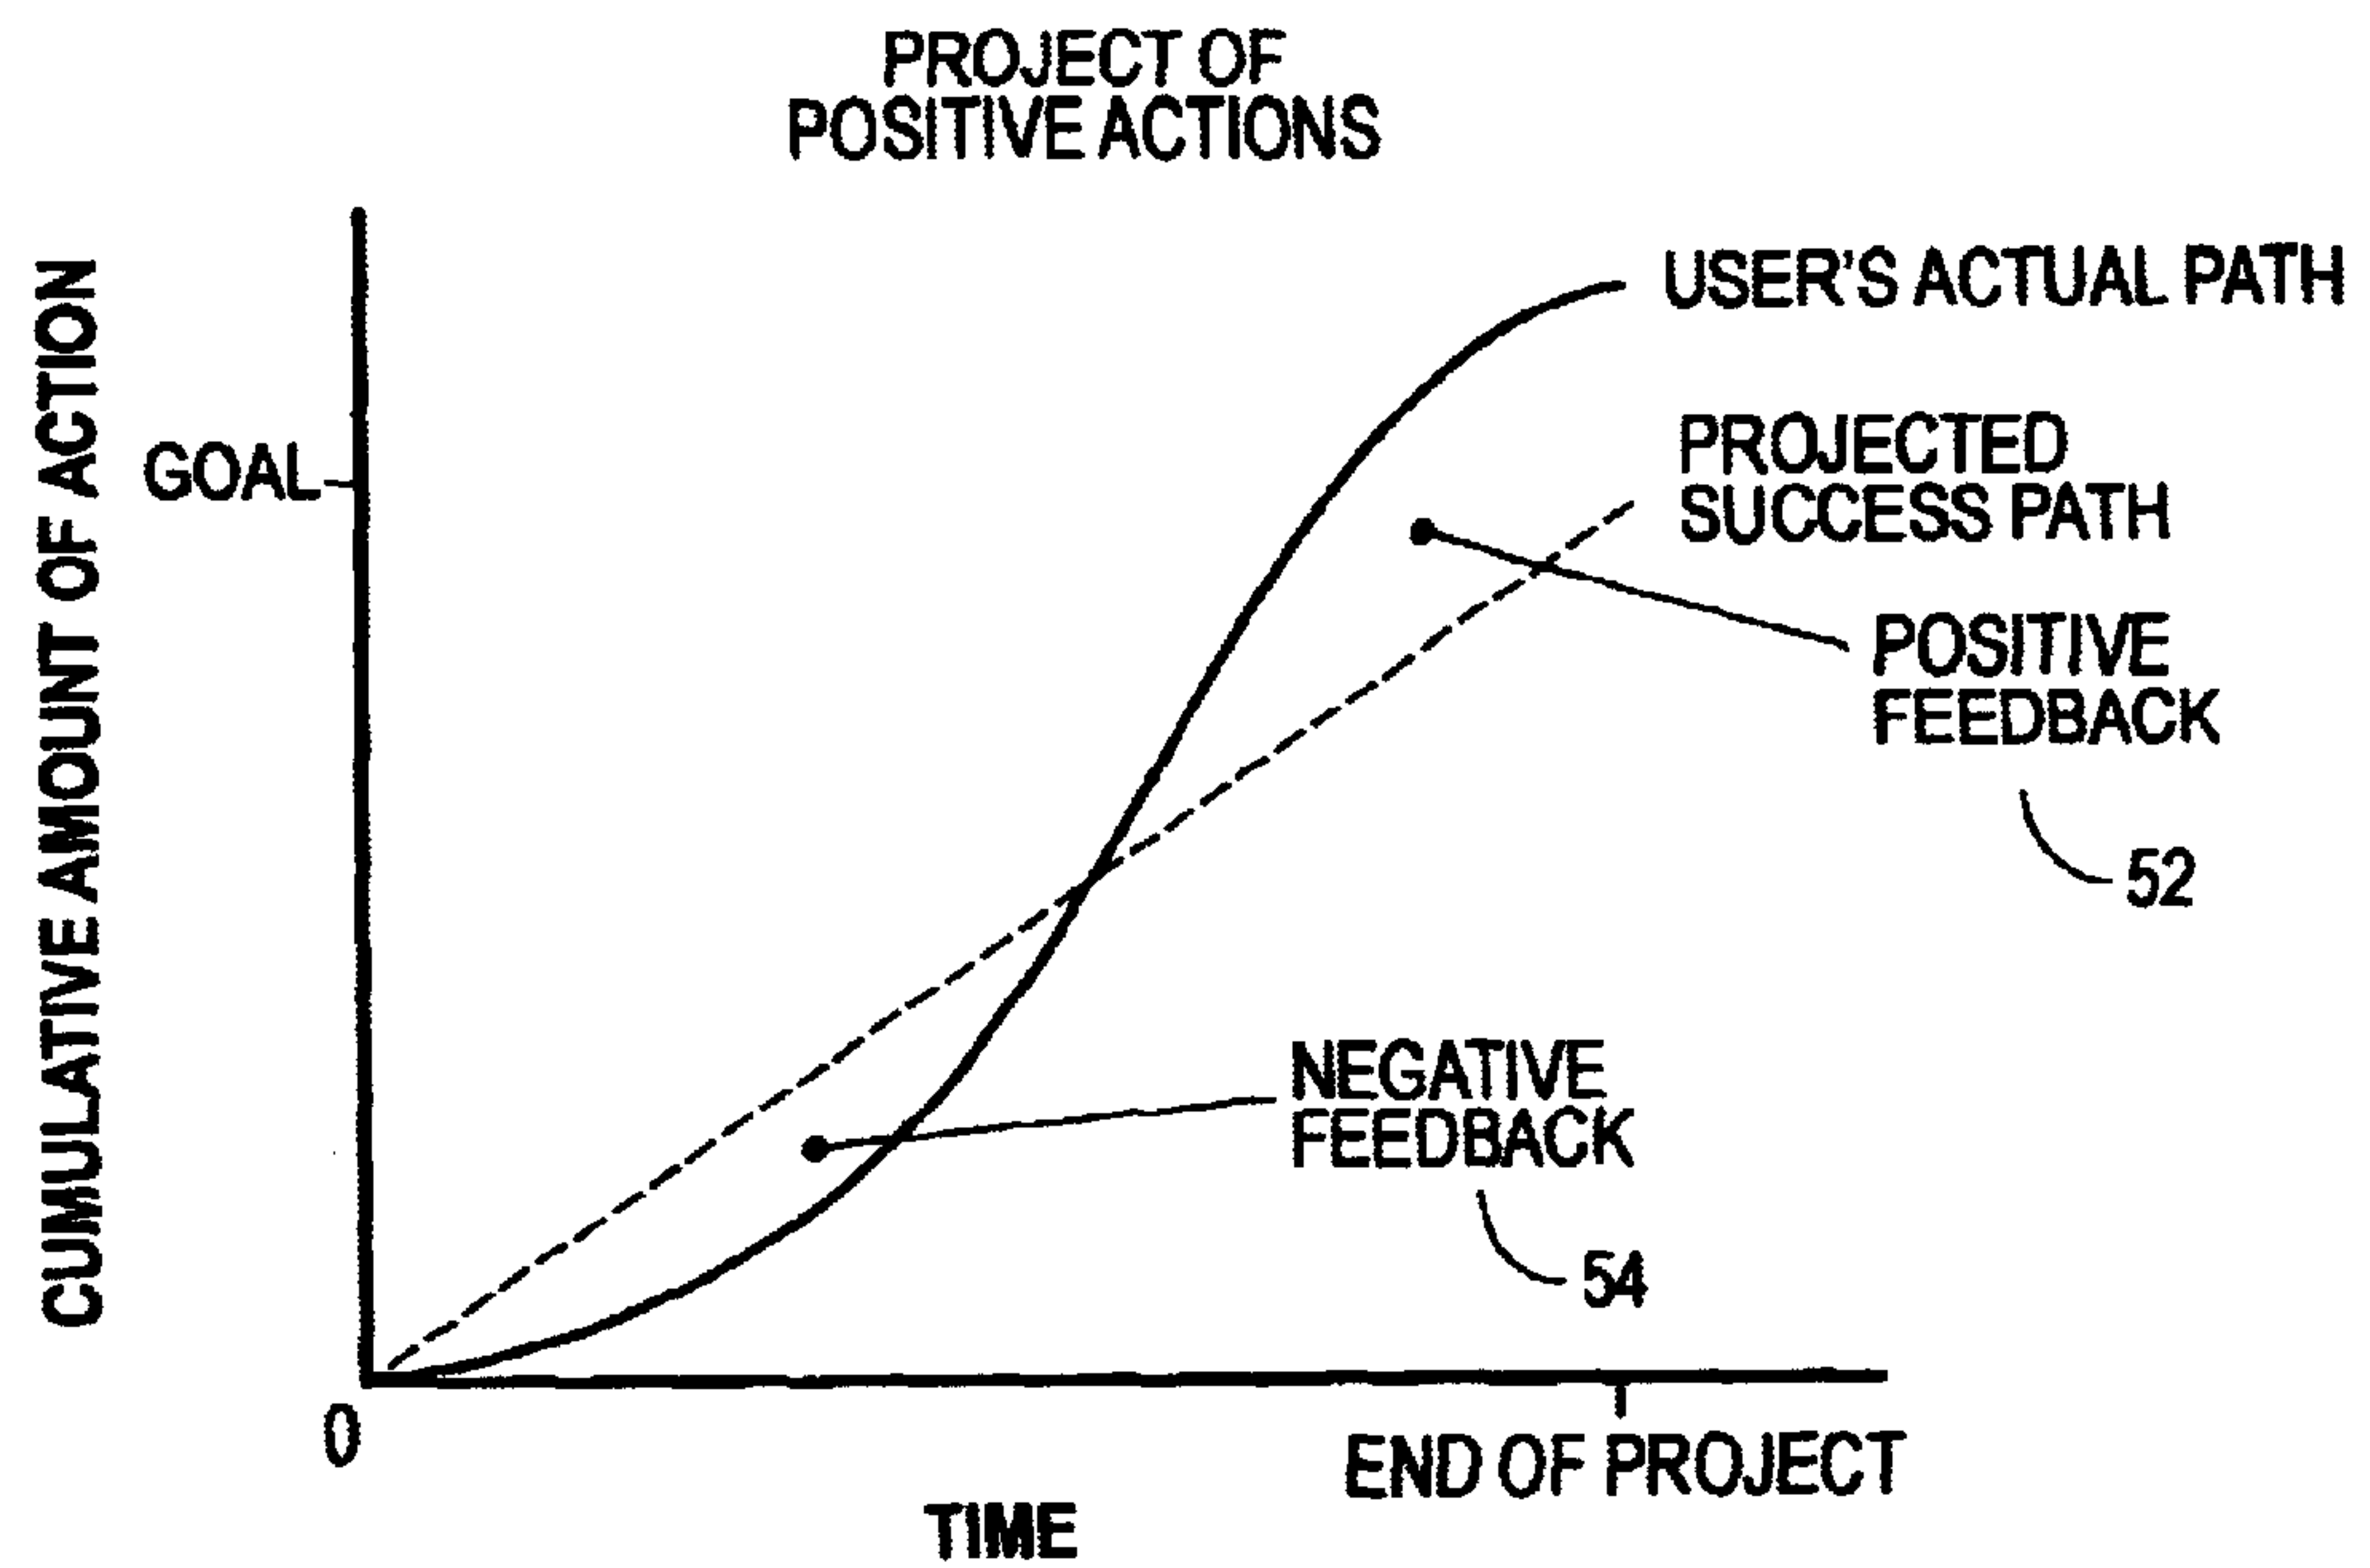 PROJECT OF
POSITIVE ACTIONS
CUMULATIVE AMOUNT OF ACTION
USER'S ACTUAL PATH
GOAL
PROJECTED
SUCCESS PATH
POSITIVE
FEEDBACK
52
NEGATIVE
FEEDBACK
54
0
END OF PROJECT
TIME